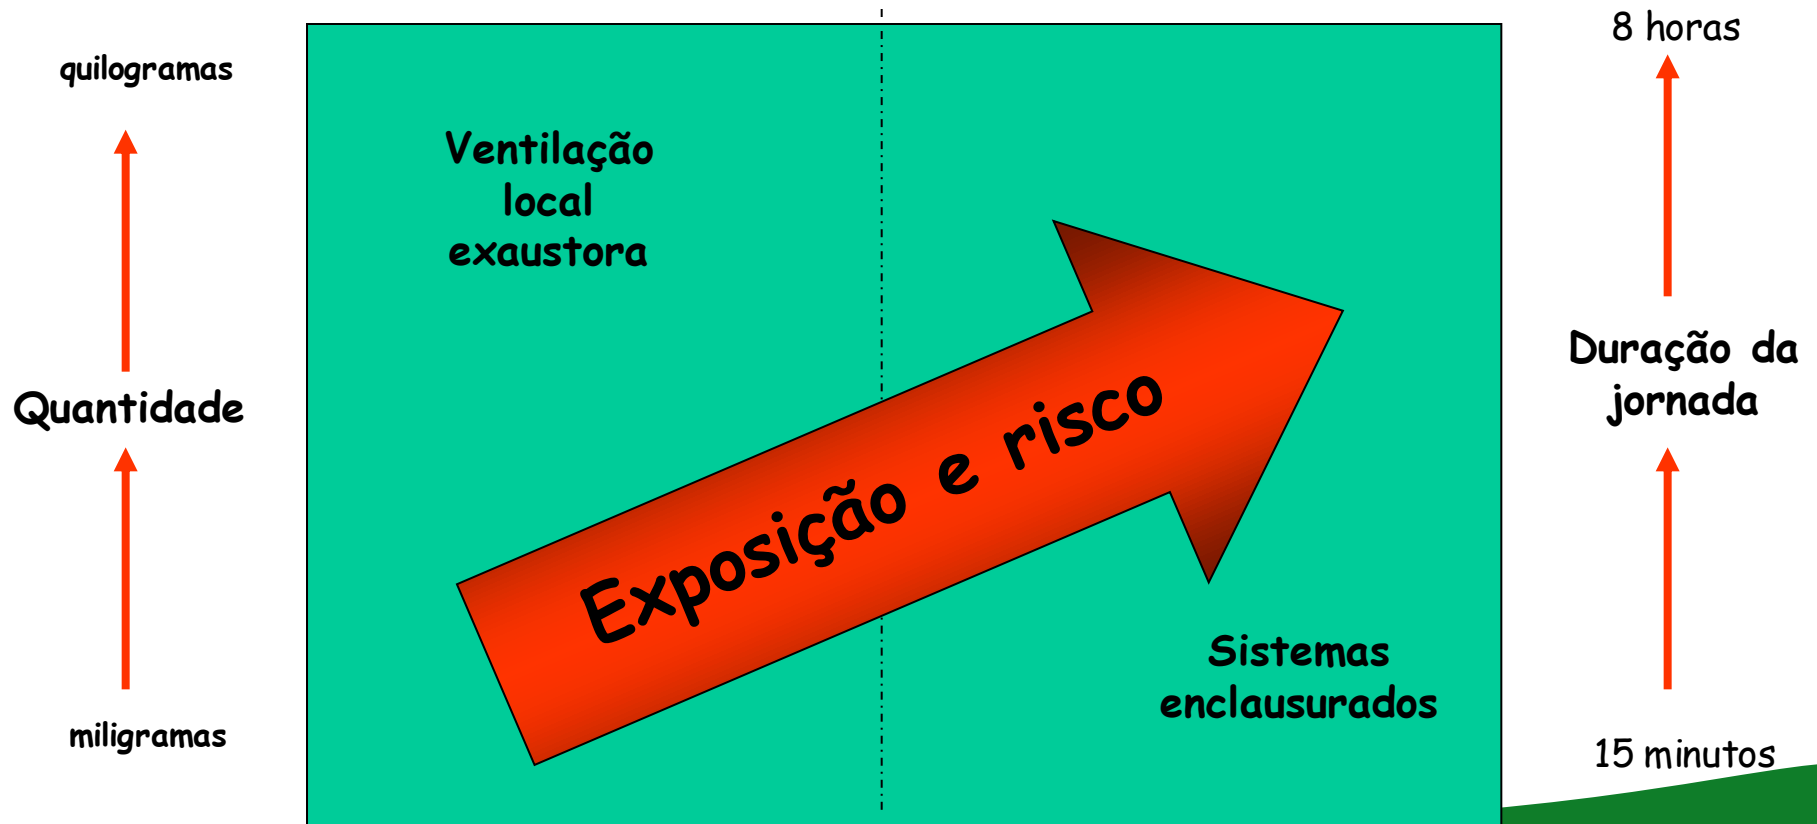 quilogramas
Quantidade
miligramas
Ventilação
local
exaustora
Exposição e risco
Sistemas
enclausurados
8 horas
Duração da
jornada
15 minutos